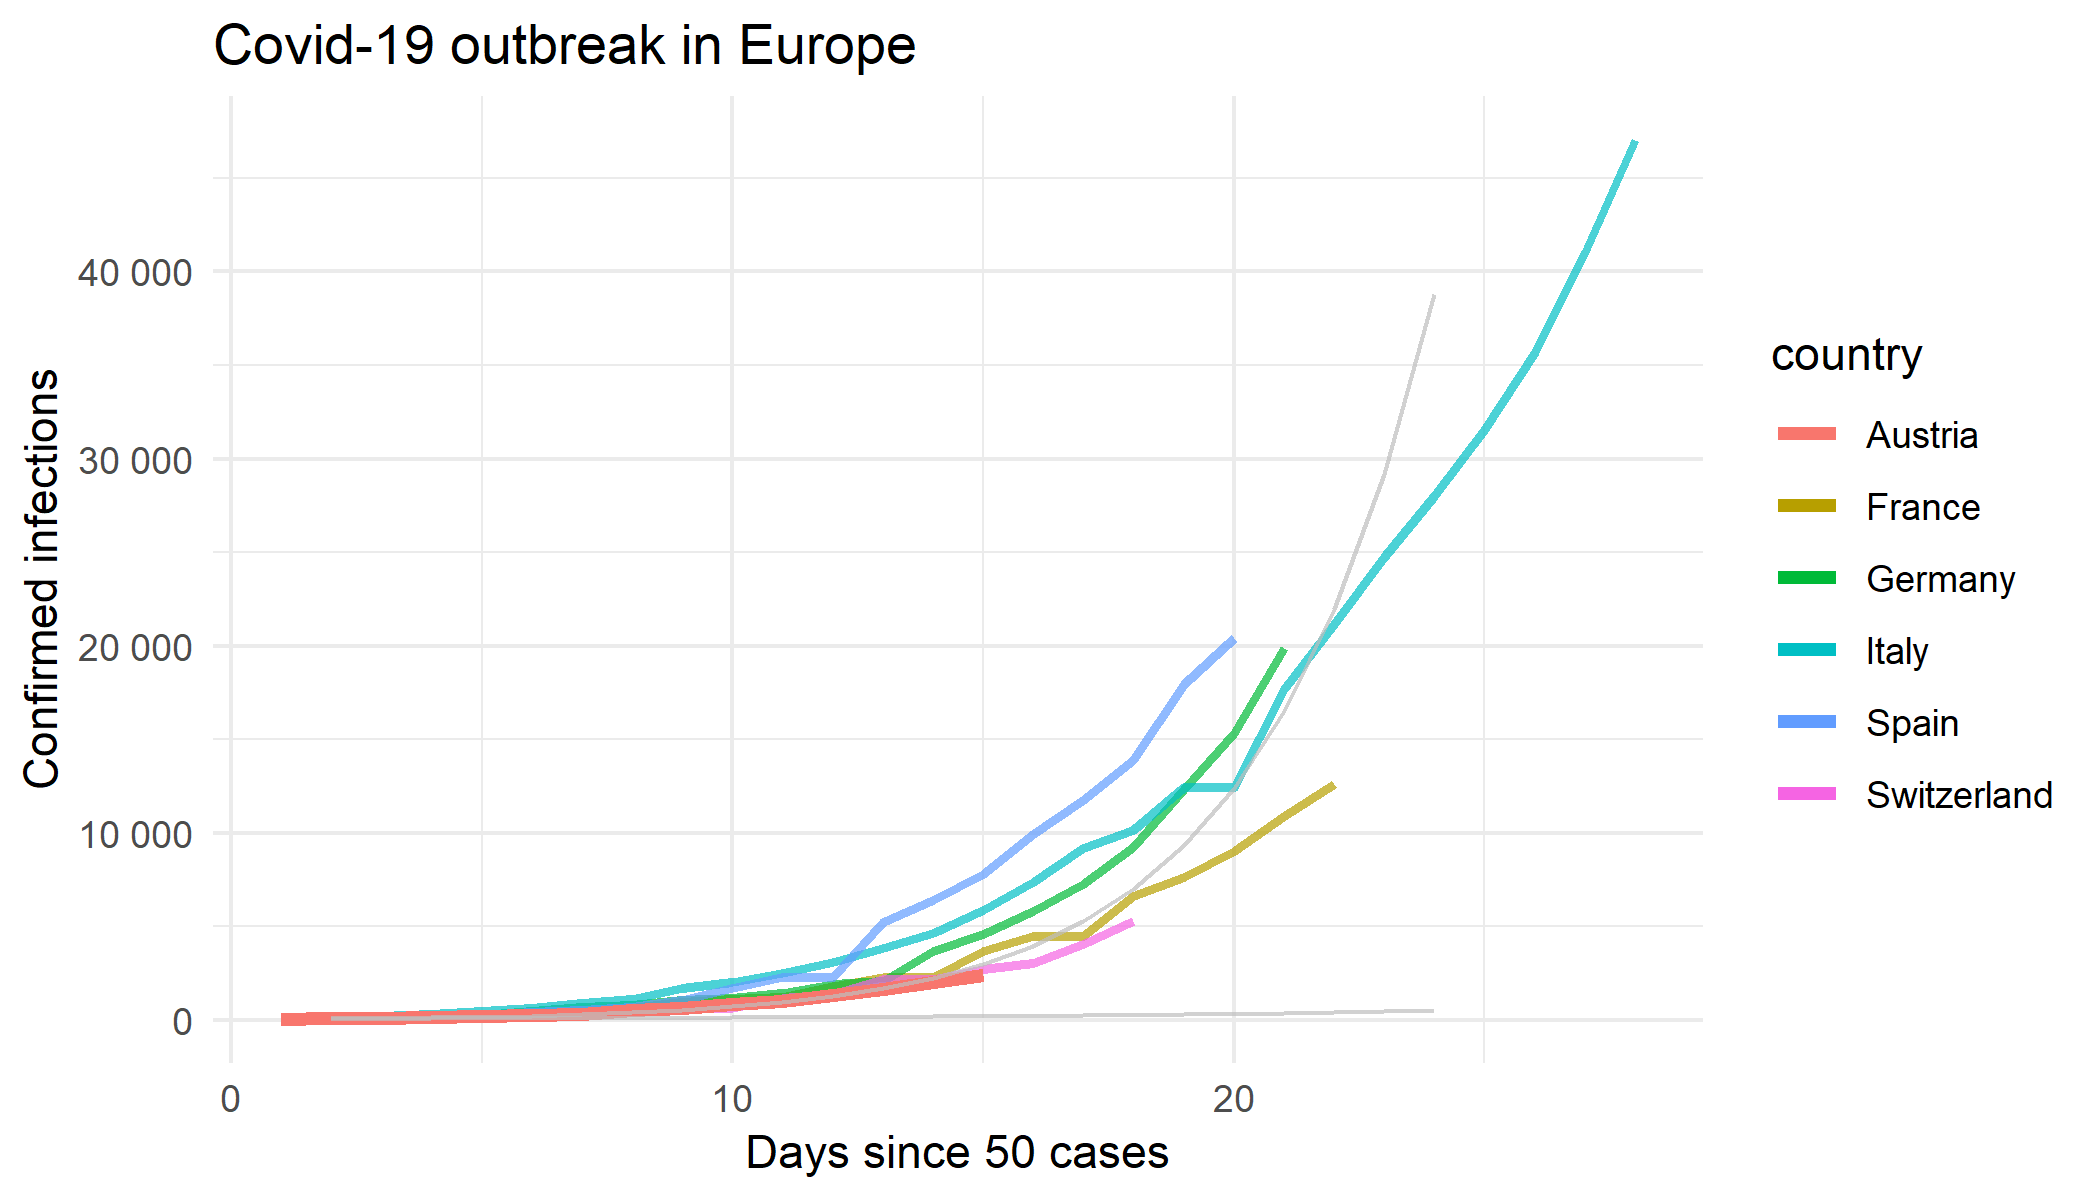 Covid-19 outbreak in Europe
Confirmed infections
40 000
30 000
20 000
10 000
0
0 10 20
Days since 50 cases
country
Austria
France
Germany
Italy
Spain
Switzerland